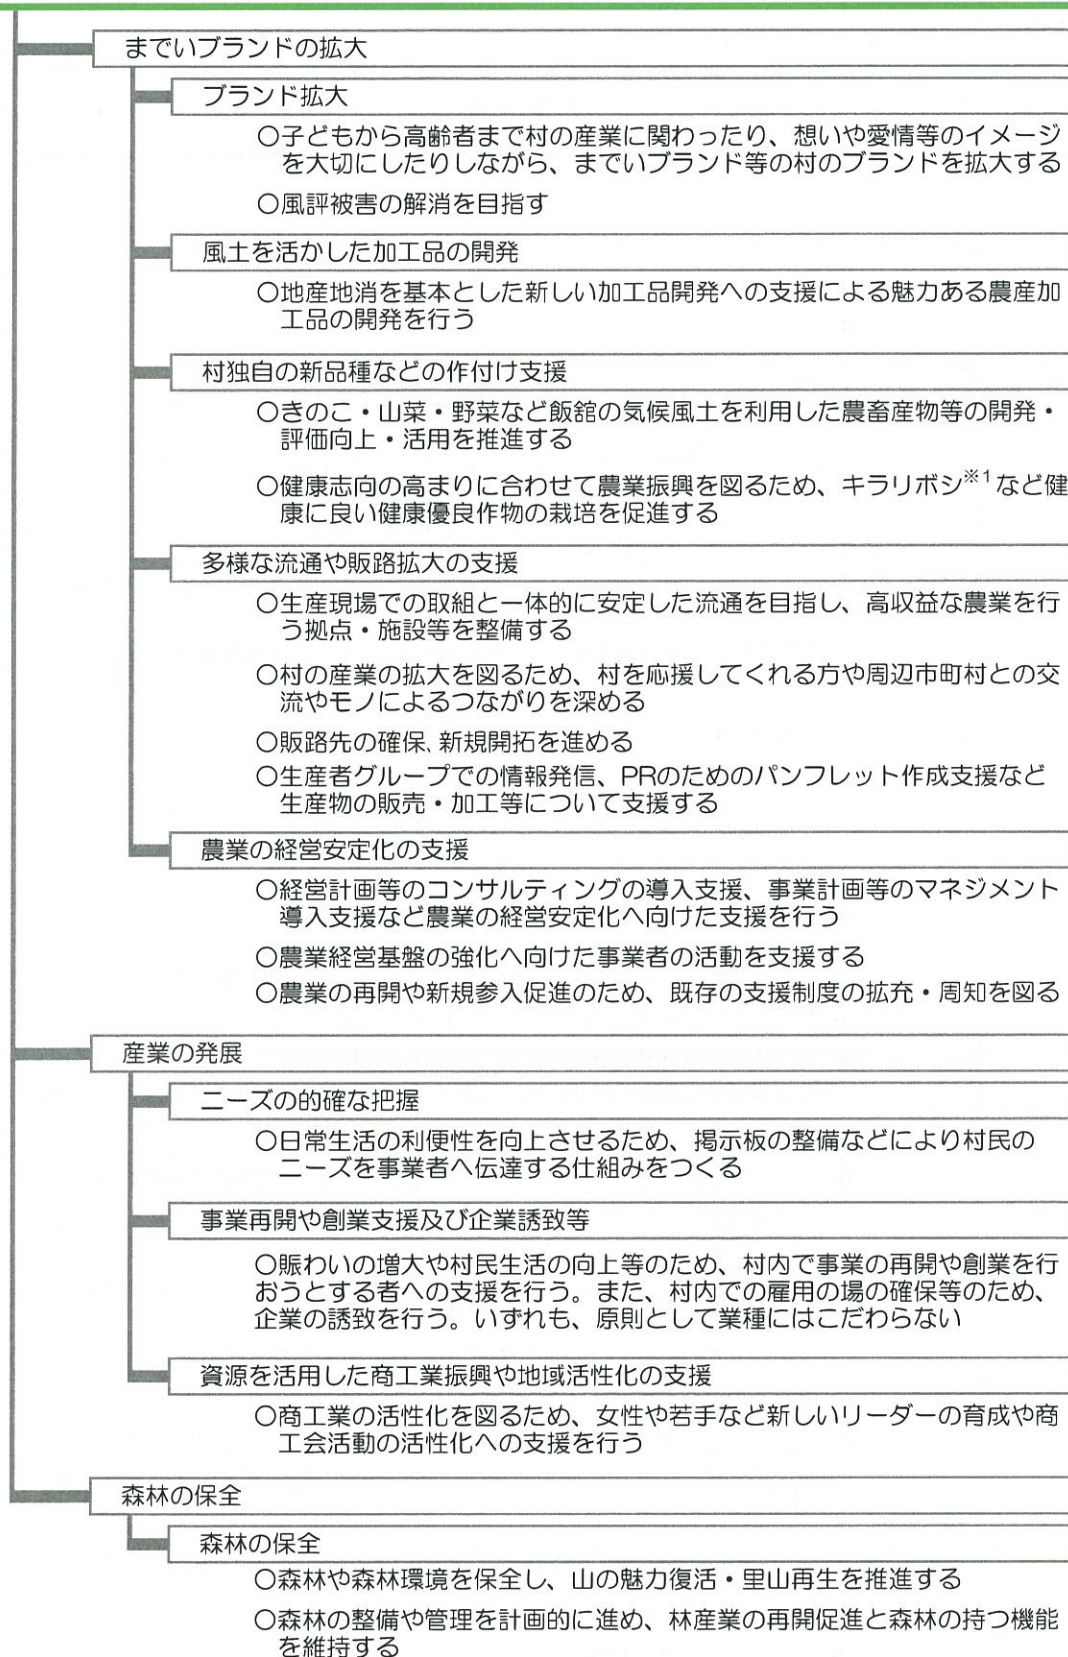 までいブランドの拡大
ブランド拡大
○子どもから高齢者まで村の産業に関わったり、想いや愛情等のイメージ
を大切にしたりしながら、までいブランド等の村のブランドを拡大する
○風評被害の解消を目指す
風土を活かした加工品の開発
○地産地消を基本とした新しい加工品開発への支援による魅力ある農産加
工品の開発を行う
村独自の新品種などの作付け支援
○きのこ・山菜・野菜など飯舘の気候風土を利用した農畜産物等の開発・
評価向上・活用を推進する
○健康志向の高まりに合わせて農業振興を図るため、キラリボシ※1など健
康に良い健康優良作物の栽培を促進する
多様な流通や販路拡大の支援
○生産現場での取組と一体的に安定した流通を目指し、高収益な農業を行
う拠点・施設等を整備する
○村の産業の拡大を図るため、村を応援してくれる方や周辺市町村との交
流やモノによるつながりを深める
○販路先の確保、新規開拓を進める
○生産者グループでの情報発信、PRのためのパンフレット作成支援など
生産物の販売・加工等について支援する
農業の経営安定化の支援
○経営計画等のコンサルティングの導入支援、事業計画等のマネジメント
導入支援など農業の経営安定化へ向けた支援を行う
○農業経営基盤の強化へ向けた事業者の活動を支援する
○農業の再開や新規参入促進のため、既存の支援制度の拡充・周知を図る
産業の発展
ニーズの的確な把握
○日常生活の利便性を向上させるため、掲示板の整備などにより村民の
ニーズを事業者へ伝達する仕組みをつくる
事業再開や創業支援及び企業誘致等
○賑わいの増大や村民生活の向上等のため、村内で事業の再開や創業を行
おうとする者への支援を行う。また、村内での雇用の場の確保等のため、
企業の誘致を行う。いずれも、原則として業種にはこだわらない
資源を活用した商工業振興や地域活性化の支援
○商工業の活性化を図るため、女性や若手など新しいリーダーの育成や商
工会活動の活性化への支援を行う
森林の保全
森林の保全
○森林や森林環境を保全し、山の魅力復活・里山再生を推進する
○森林の整備や管理を計画的に進め、林産業の再開促進と森林の持つ機能
を維持する